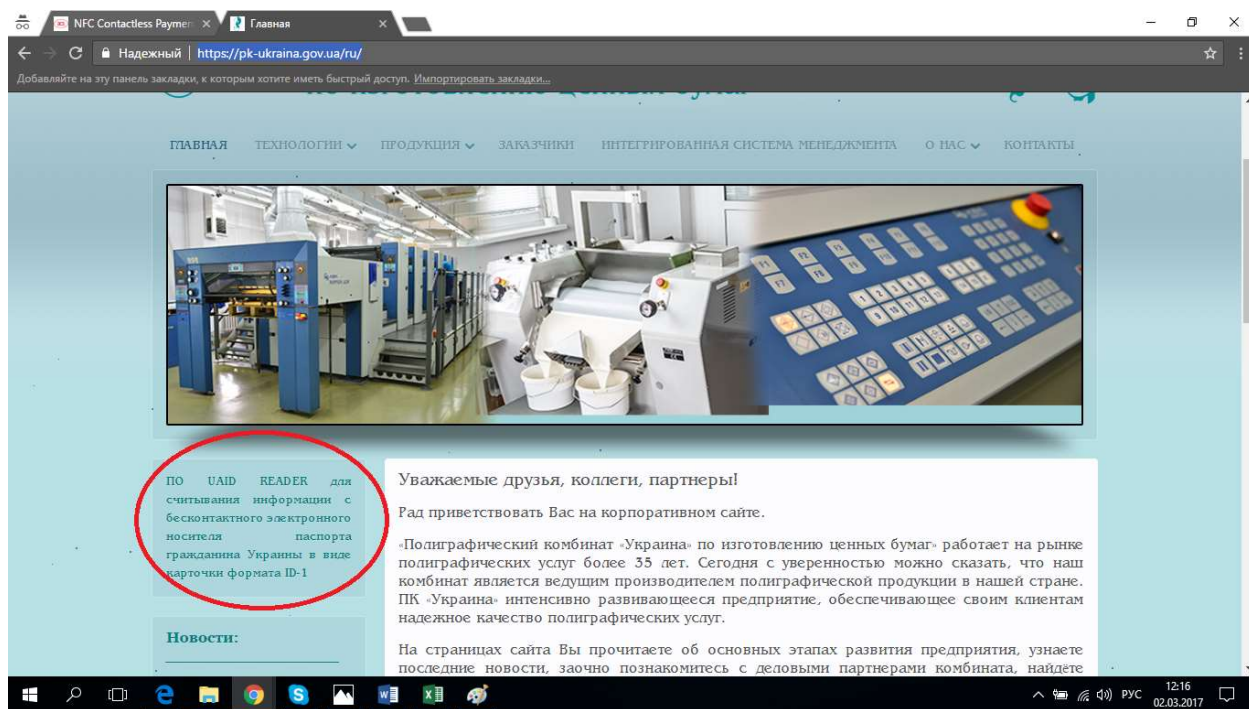 NFC Contactless Paymen
Главная
Надежный | https://pk-ukraina.gov.ua/ru/
Добавляйте на эту панель закладки, к которым хотите иметь быстрый доступ. Импортировать закладки...
ГЛАВНАЯ ТЕХНОЛОГИИ ПРОДУКЦИЯ ЗАКАЗЧИКИ ИНТЕГРИРОВАННАЯ СИСТЕМА МЕНЕДЖМЕНТА О НАС КОНТАКТЫ
ПО UAID READER для
считывания информации с
бесконтактного электронного
носителя паспорта
гражданина Украины в виде
карточки формата ID-1
Новости:
Уважаемые друзья, коллеги, партнеры!
Рад приветствовать Вас на корпоративном сайте.
«Полиграфический комбинат «Украина» по изготовлению ценных бумаг» работает на рынке
полиграфических услуг более 35 лет. Сегодня с уверенностью можно сказать, что наш
комбинат является ведущим производителем полиграфической продукции в нашей стране.
ПК «Украина» интенсивно развивающееся предприятие, обеспечивающее своим клиентам
надежное качество полиграфических услуг.
На страницах сайта Вы прочитаете об основных этапах развития предприятия, узнаете
последние новости, заочно познакомитесь с деловыми партнерами комбината, найдёте
РУС
12:16
02.03.2017